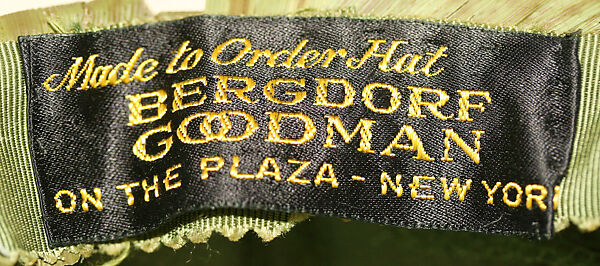 Made to Order Hat
BERGDORF
GOODMAN
ON THE PLAZA - NEW YORK